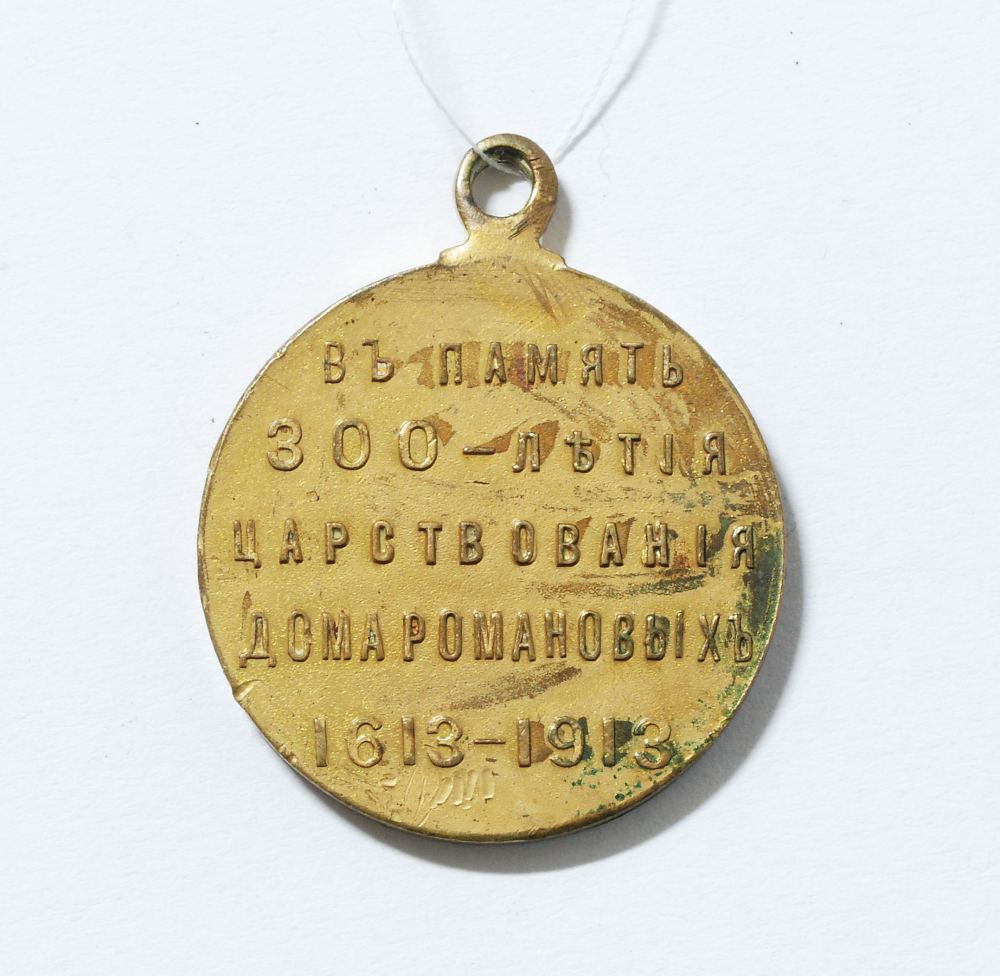 ВЪ ПАМЯТЬ
300-ЛѢТІЯ
ЦАРСТВОВАНІЯ
ДОМА РОМАНОВЫХЪ
1613-1913